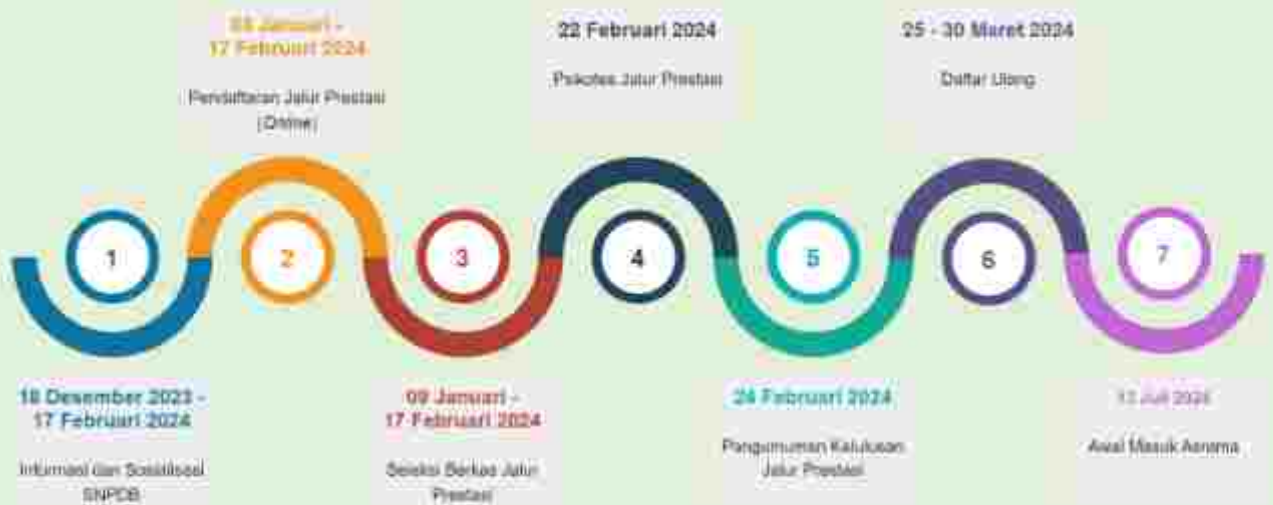 Januari -
17 Februari 2024
Pendaftaran Jalur Prestasi
(Online)
22 Februari 2024
Psikotes Jalur Prestasi
25 - 30 Maret 2024
Daftar Ulang
1
2
3
4
5
6
7
18 Desember 2023 -
17 Februari 2024
Informasi dan Sosialisasi
SNPDB
09 Januari -
17 Februari 2024
Seleksi Berkas Jalur
Prestasi
Februari 2024
Pengumuman Kelulusan
Jalur Prestasi
Juli 2024
Awal Masuk Asrama